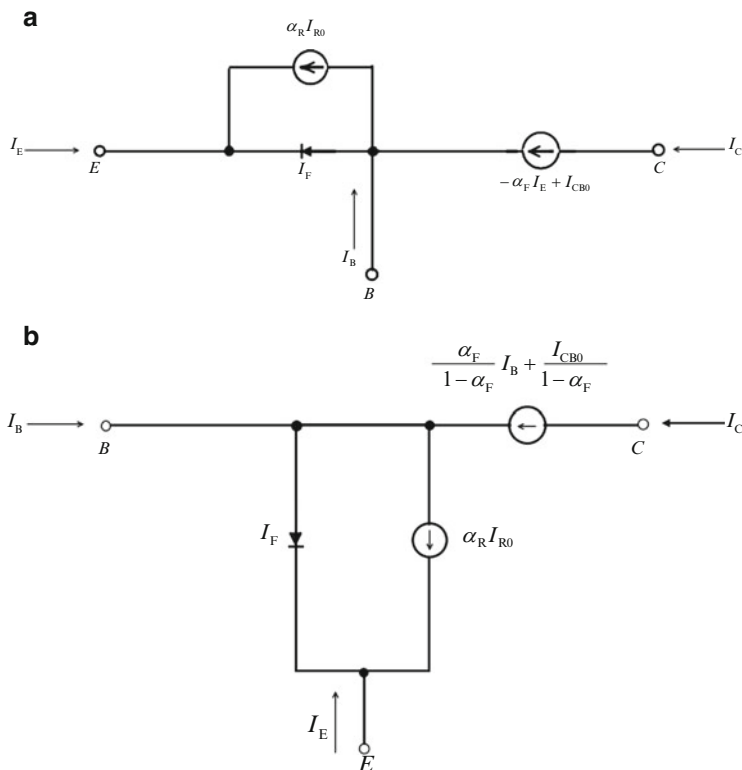 a
α_R I_R0
I_E
E
I_F
−α_F I_E + I_CB0
C
I_C
I_B
B
b
α_F/(1−α_F) I_B + I_CB0/(1−α_F)
I_B
B
C
I_C
I_F
α_R I_R0
I_E
E